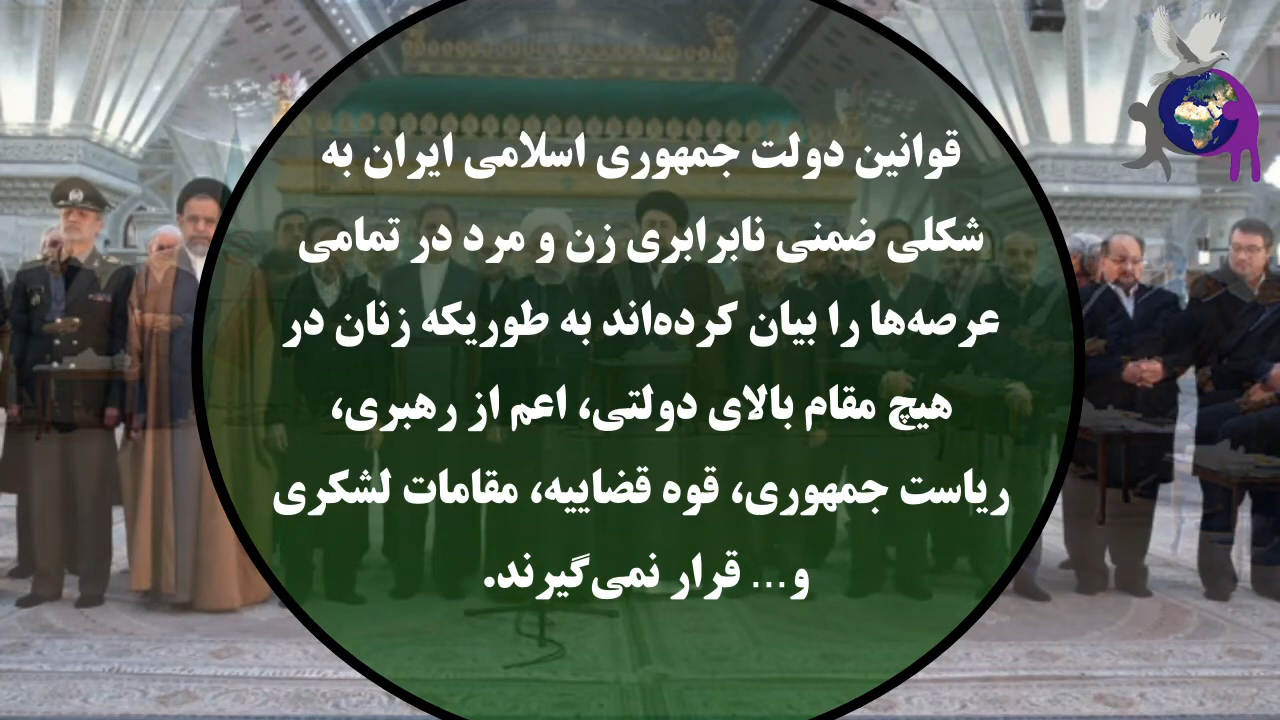 قوانین دولت جمهوری اسلامی ایران به
شکلی ضمنی نابرابری زن و مرد در تمامی
عرصه‌ها را بیان کرده‌اند به طوریکه زنان در
هیچ مقام بالای دولتی، اعم از رهبری،
ریاست جمهوری، قوه قضاییه، مقامات لشکری
و... قرار نمی‌گیرند.